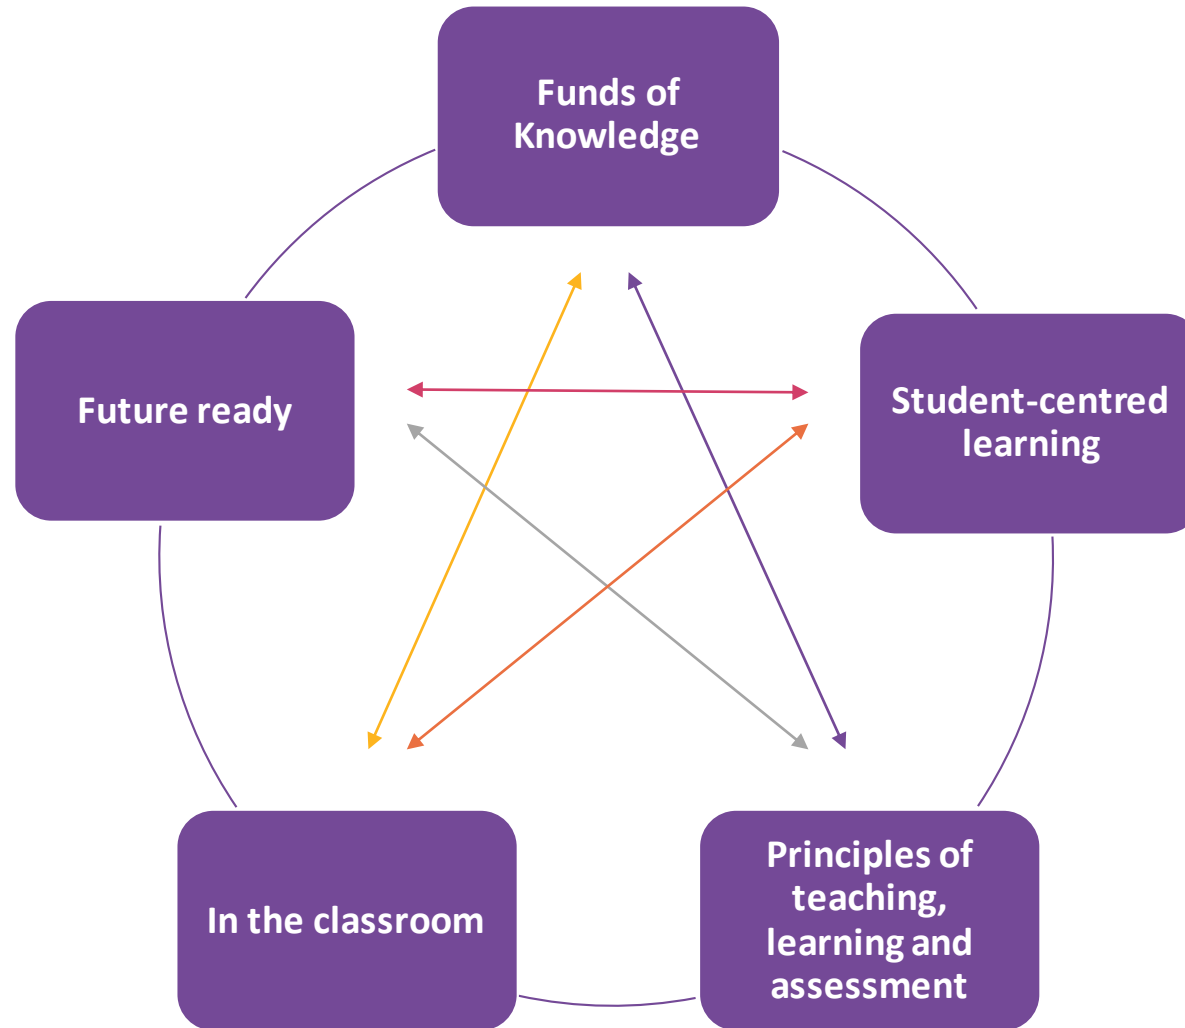 Funds of
Knowledge
Future ready
Student-centred
learning
In the classroom
Principles of
teaching,
learning and
assessment